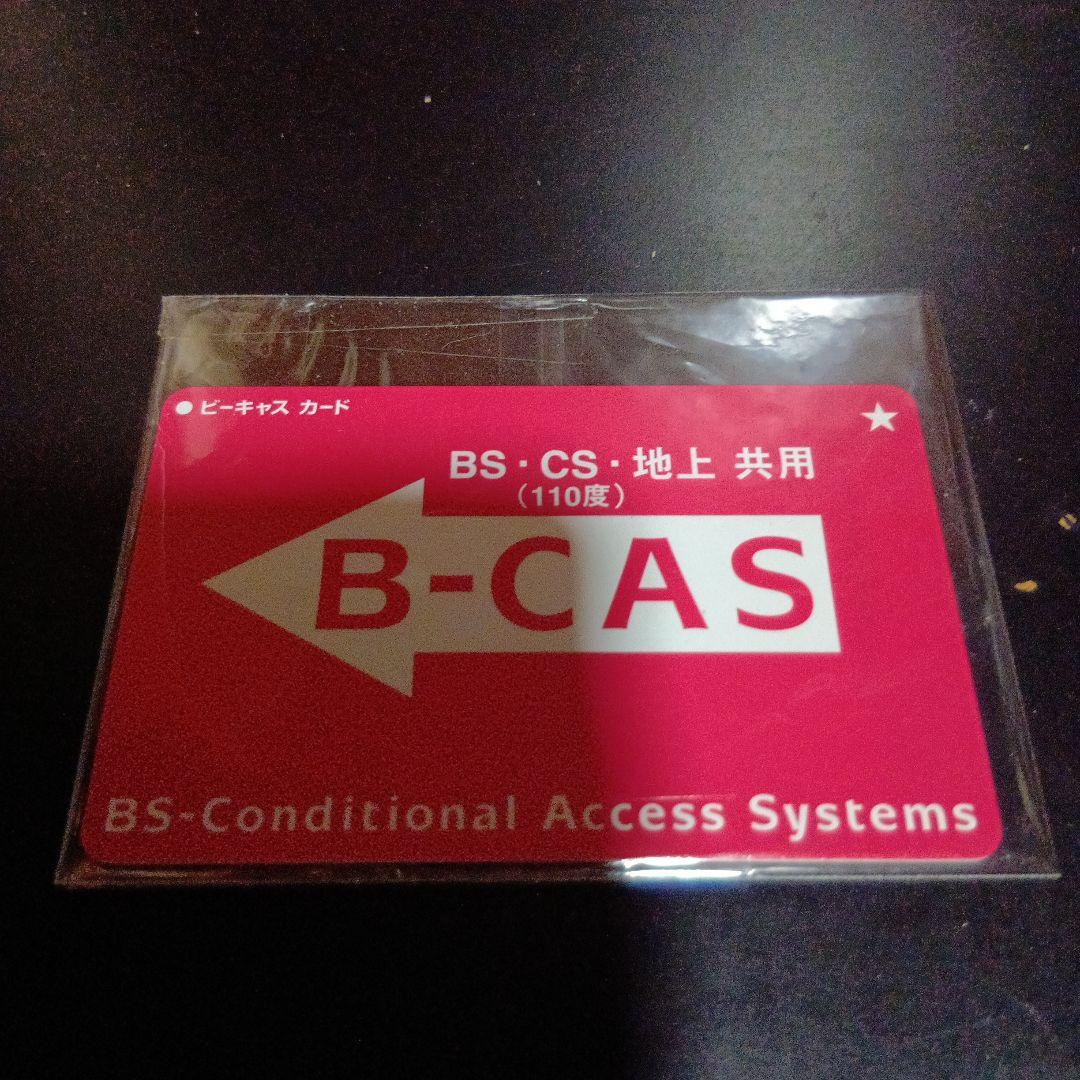 ● ビーキャス カード
★
BS・CS・地上 共用
（110度）
B-CAS
BS-Conditional Access Systems